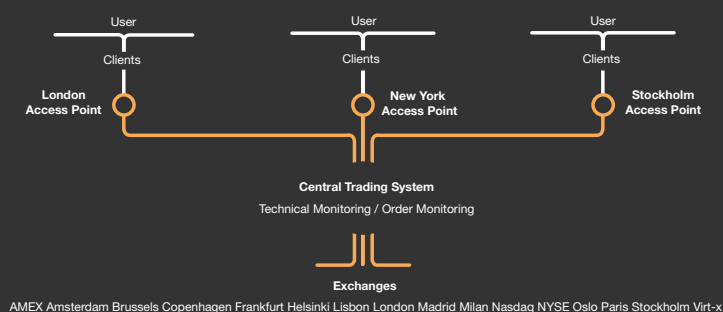 User
User
User
Clients
Clients
Clients
London
Access Point
New York
Access Point
Stockholm
Access Point
Central Trading System
Technical Monitoring / Order Monitoring
Exchanges
AMEX Amsterdam Brussels Copenhagen Frankfurt Helsinki Lisbon London Madrid Milan Nasdaq NYSE Oslo Paris Stockholm Virt-x